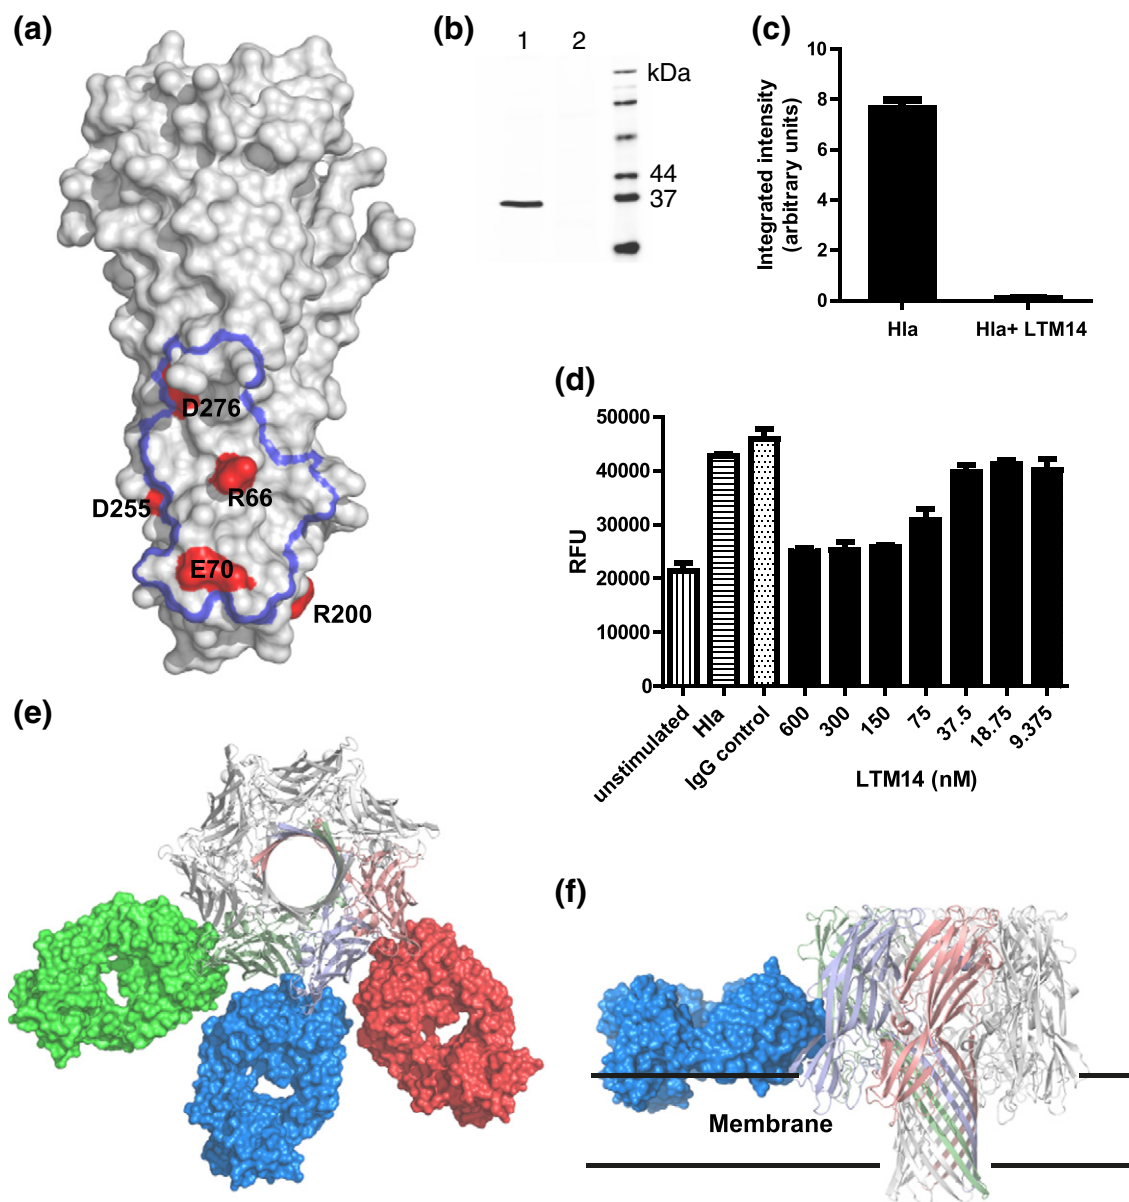 (a)
D276
R66
D255
E70
R200
(b)
1 2
kDa
44
37
(c)
Integrated intensity
(arbitrary units)
10
8
6
4
2
0
Hla
Hla+ LTM14
(d)
RFU
50000
40000
30000
20000
10000
0
unstimulated
Hla
IgG control
600
300
150
75
37.5
18.75
9.375
LTM14 (nM)
(e)
(f)
Membrane